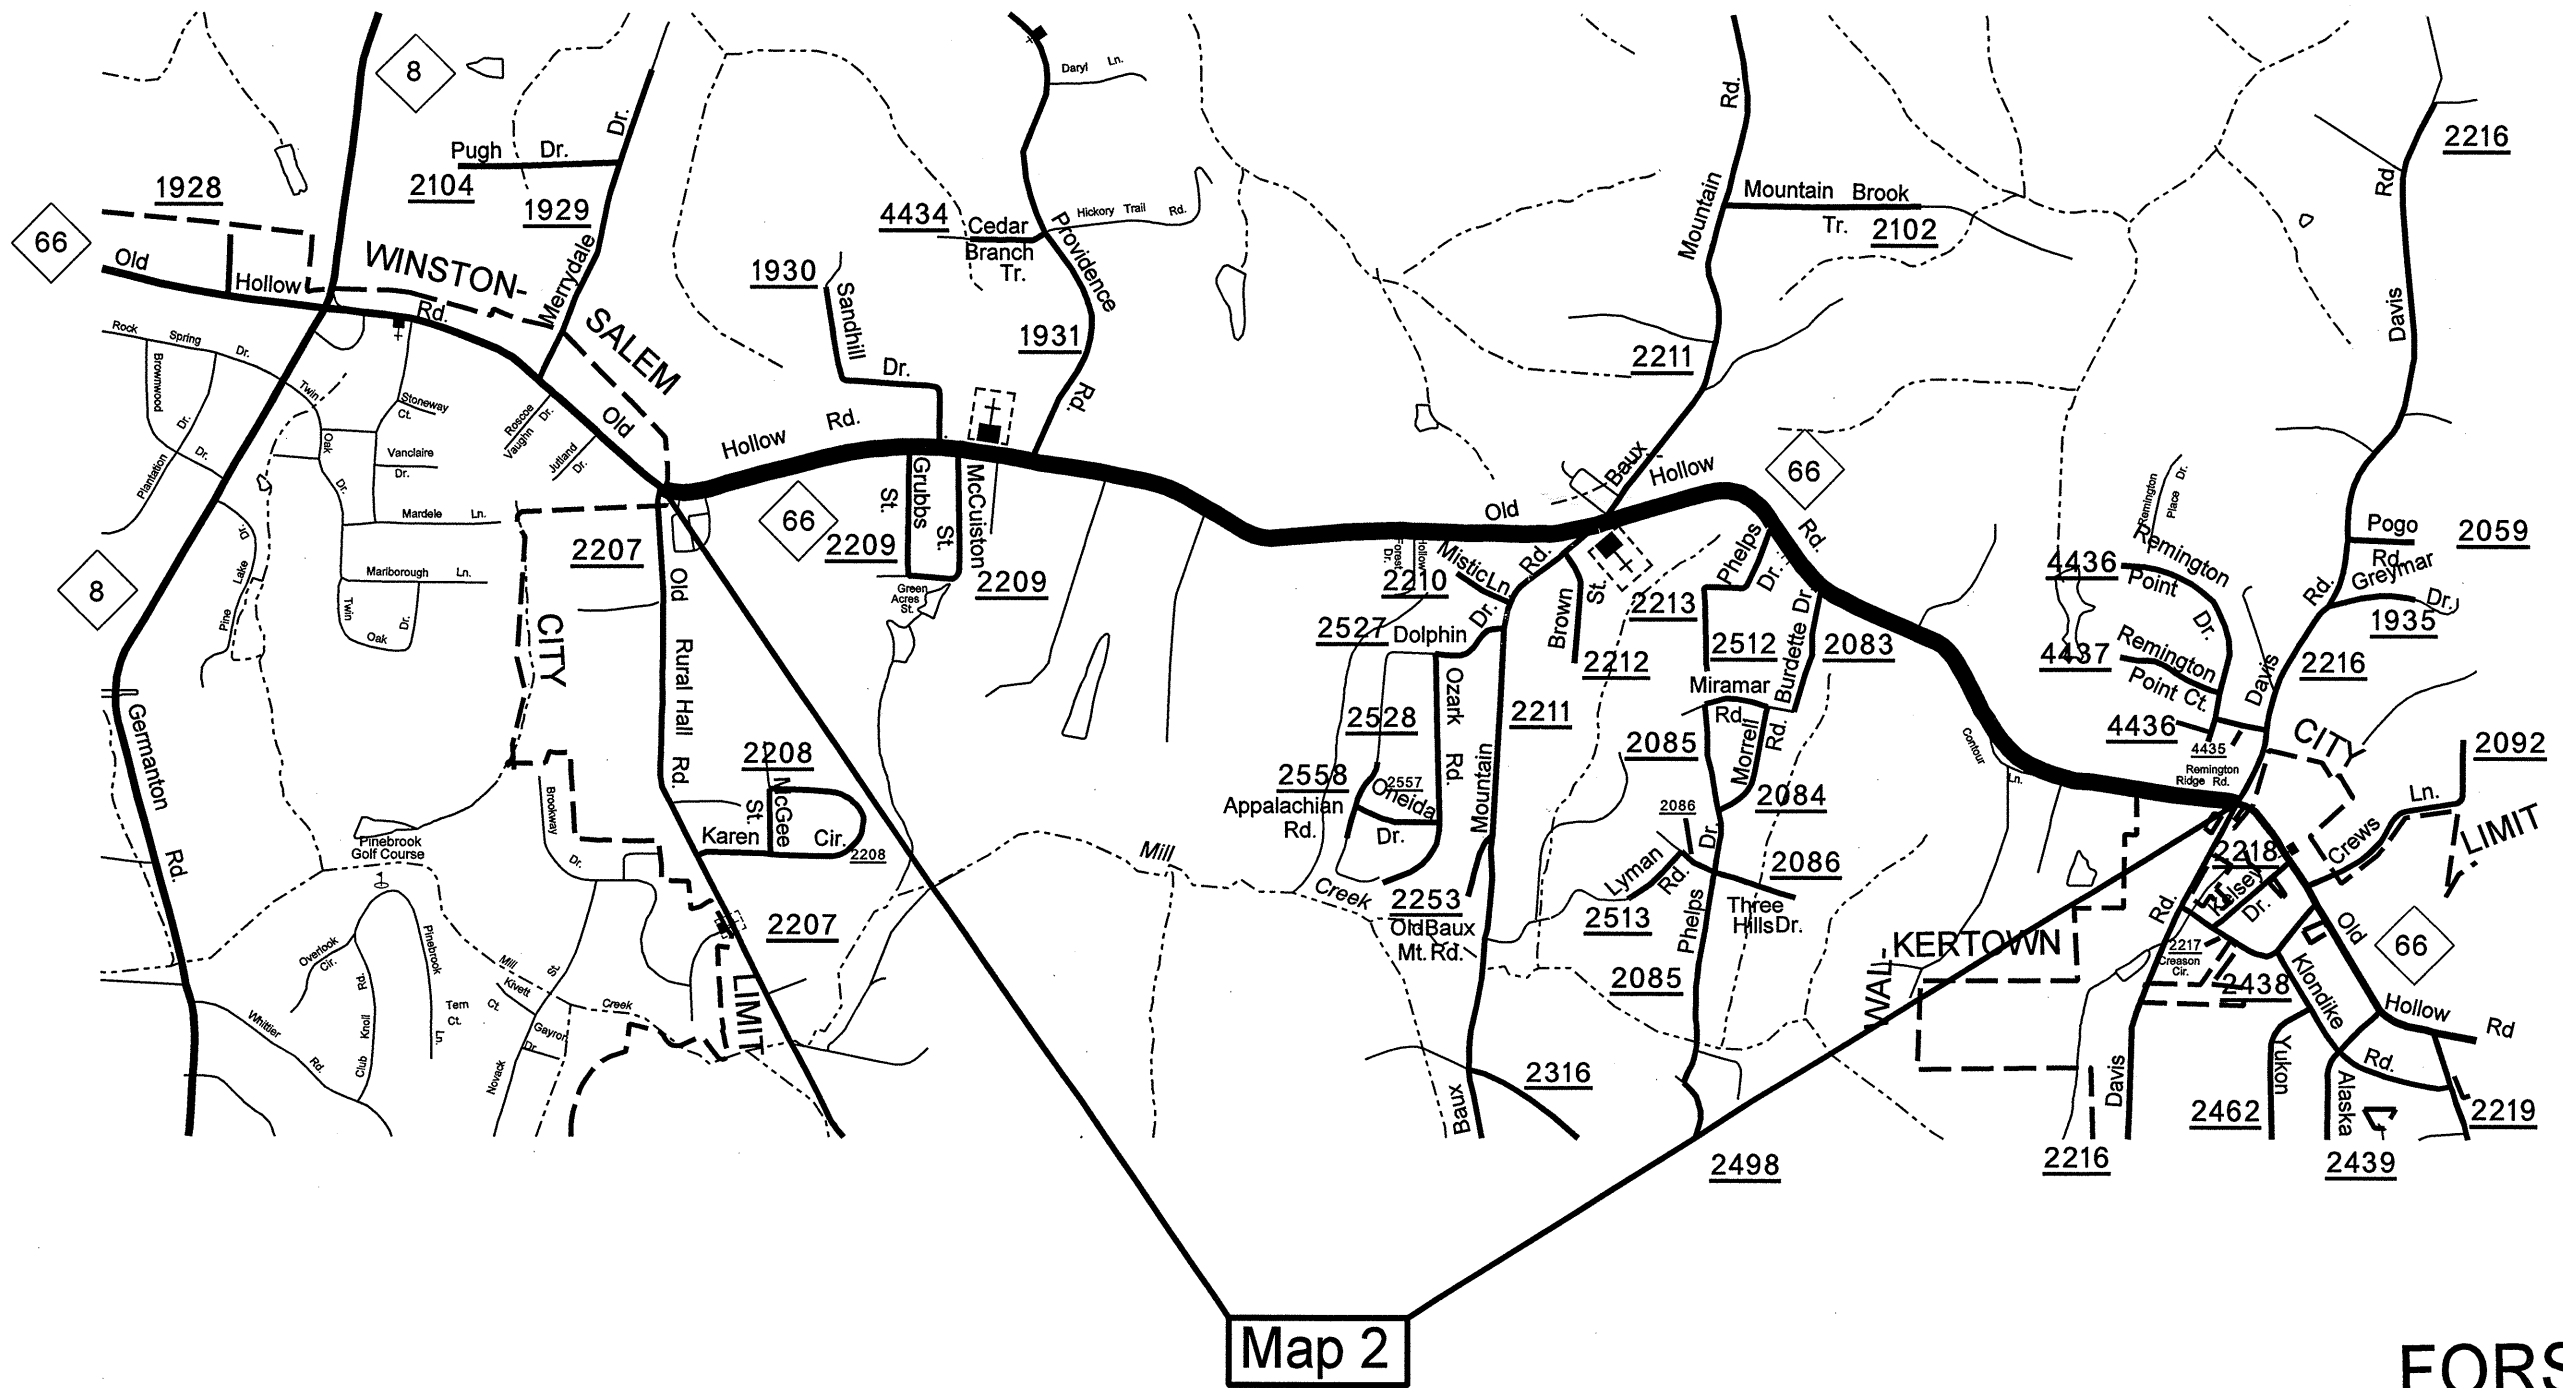 8
66
1928
Old
Hollow
Rd.
WINSTON-
SALEM
Pugh Dr.
2104
1929
Merrydale
Dr.
Rock
Spring
Dr.
Brownwood
Dr.
Plantation
Dr.
Twin
Oak
Dr.
Stoneway
Ct.
Vanclaire
Dr.
Mardele Ln.
Marlborough Ln.
Twin
Oak
Dr.
Pine
Lake
Dr.
8
Germanton
Rd.
Roscoe
Vaughn Dr.
Jutland
Dr.
Old
Hollow
Rd.
1930
Sandhill
Dr.
4434
Cedar
Branch
Tr.
Daryl Ln.
Hickory Trail Rd.
Providence
Rd.
1931
66
Grubbs
St.
McCuiston
St.
2209
2209
Green
Acres
St.
2207
Old
Rural Hall
Rd.
CITY
LIMIT
2208
McGee
St.
Karen
Cir.
2208
2207
Brookway
Dr.
Pinebrook
Golf Course
Overlook
Cir.
Pinebrook
Ln.
Club Knoll Rd
Tem
Ct.
Whittier
Rd.
Mill
Creek
Kivett
Ct.
Gayron
Dr.
Novack
St.
Mill
Creek
Rd.
Mountain
Mountain Brook
Tr.
2102
2211
Baux
Old
Hollow
Rd.
66
Forest
Dr.
Hollow
Mistic Ln.
2210
Rd.
Brown
St.
2212
2527
Dolphin
Dr.
Ozark
Rd.
2528
2211
Mountain
2558
Appalachian
Rd.
2557
Oneida
Dr.
2253
Old Baux
Mt. Rd.
Baux
2316
2213
Phelps
Dr.
2512
Burdette Dr.
2083
Miramar
Rd.
Morrell
Rd.
2085
2084
2086
Lyman
Rd.
2513
Dr.
Phelps
2086
Three
Hills Dr.
2085
2498
Contour
Ln.
2216
Rd
Davis
Pogo
Rd.
2059
Greymar
Dr.
1935
Rd.
2216
Davis
Remington
Place Dr.
4436
Remington
Point
Dr.
4437
Remington
Point Ct.
4436
4435
Remington
Ridge Rd.
CITY
LIMIT
2092
Crews
Ln.
2218
Kelsey
Dr.
Rd.
2217
Creason
Cir.
2438
WAL-
KERTOWN
Old
Hollow
Rd
66
Klondike
Rd.
Yukon
Alaska
Davis
2216
2462
2439
2219
Map 2
FORS